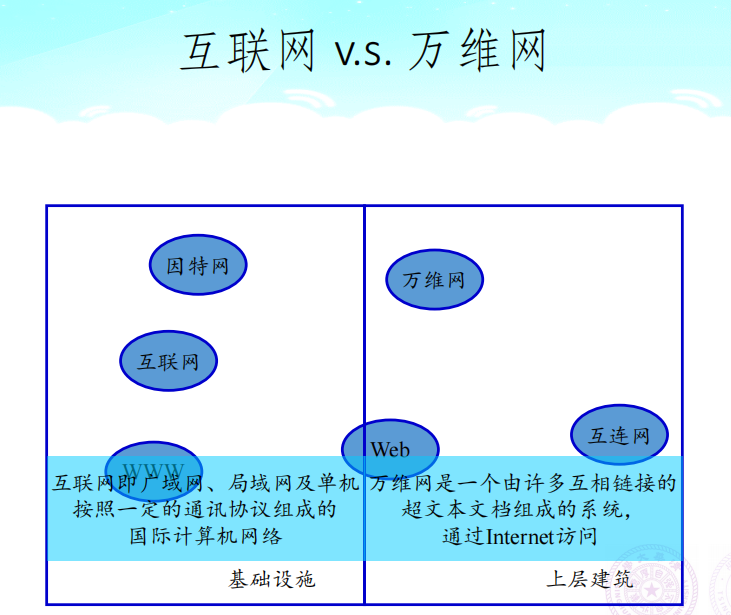 互联网 v.s. 万维网
因特网
万维网
互联网
互连网
Web
WWW
互联网即广域网、局域网及单机
按照一定的通讯协议组成的
国际计算机网络
万维网是一个由许多互相链接的
超文本文档组成的系统，
通过Internet访问
基础设施
上层建筑